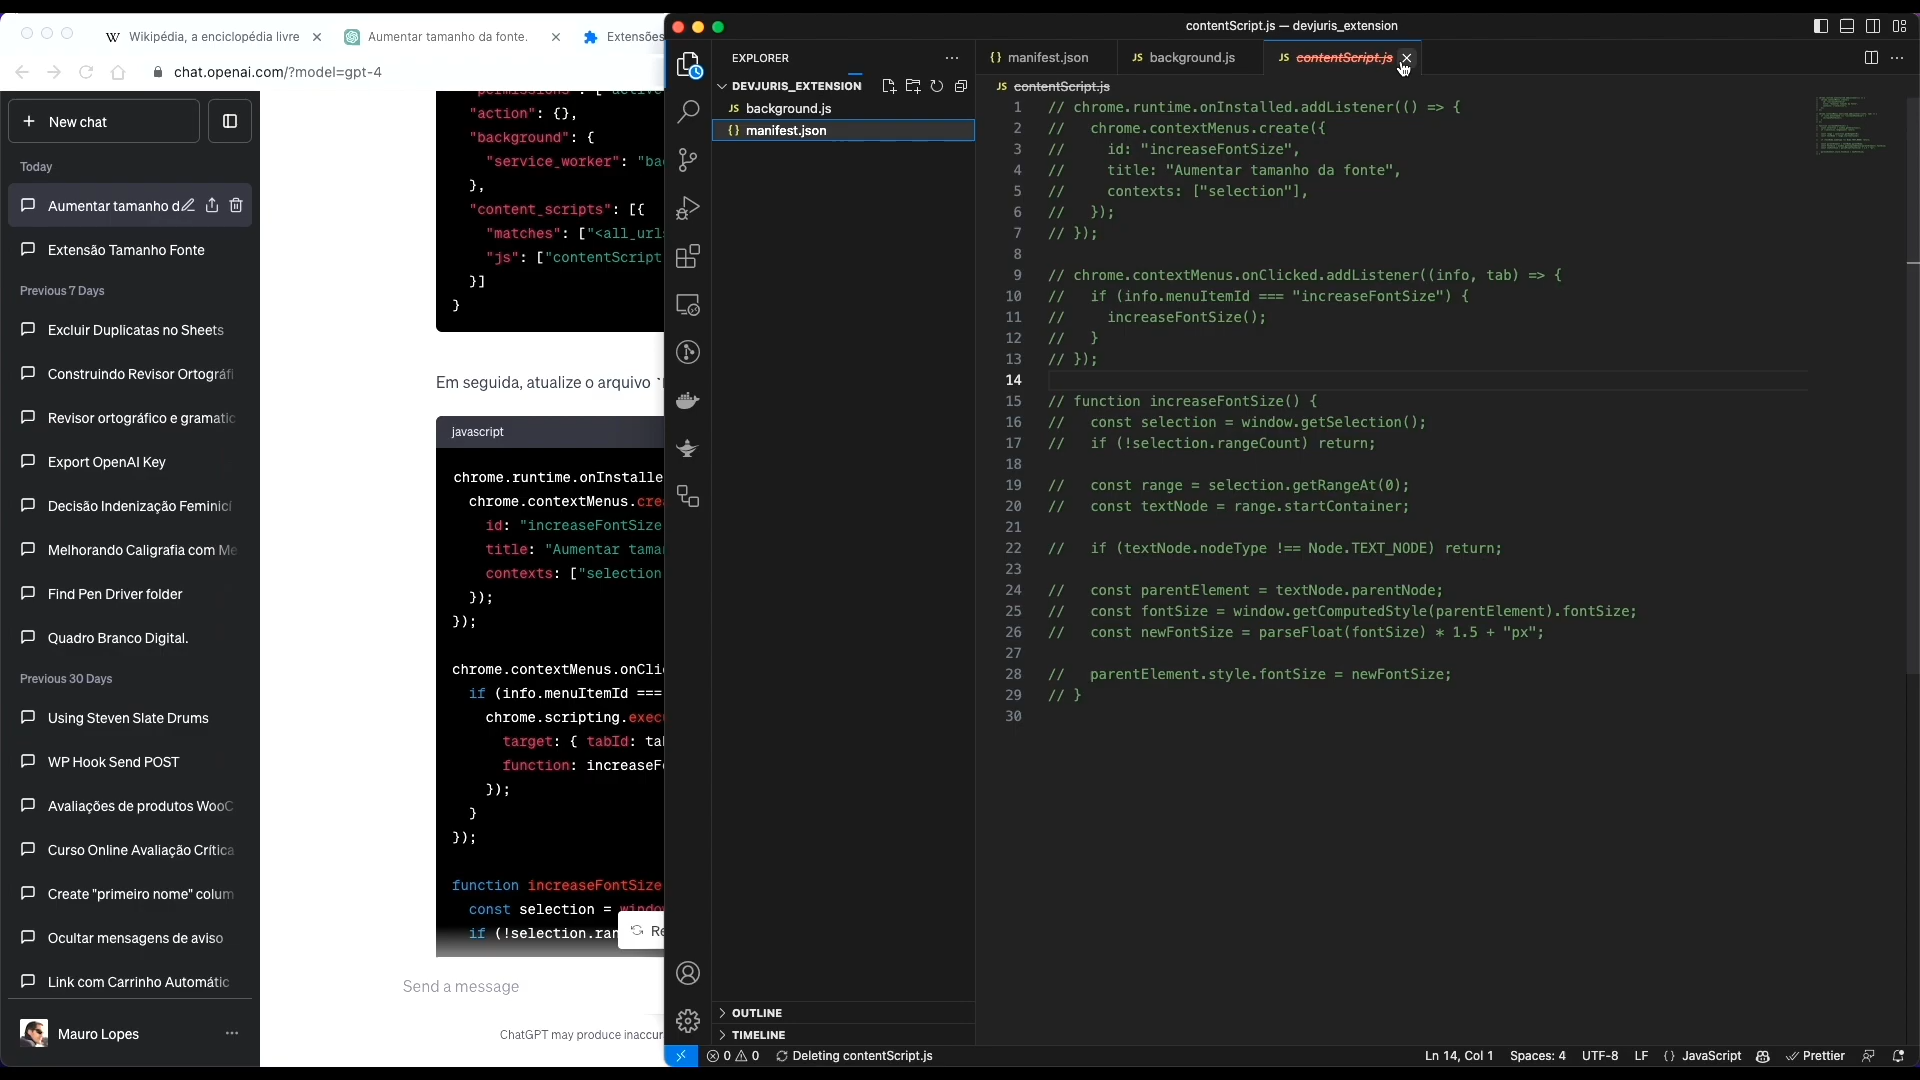 Wikipédia, a enciclopédia livre
Aumentar tamanho da fonte.
Extensões
chat.openai.com/?model=gpt-4
New chat
Today
Aumentar tamanho d
Extensão Tamanho Fonte
Previous 7 Days
Excluir Duplicatas no Sheets
Construindo Revisor Ortográfi
Revisor ortográfico e gramatic
Export OpenAI Key
Decisão Indenização Feminicí
Melhorando Caligrafia com Me
Find Pen Driver folder
Quadro Branco Digital.
Previous 30 Days
Using Steven Slate Drums
WP Hook Send POST
Avaliações de produtos WooC
Curso Online Avaliação Crítica
Create "primeiro nome" colum
Ocultar mensagens de aviso
Link com Carrinho Automátic
Mauro Lopes
"permissions": ["active
"action": {},
"background": {
"service_worker": "ba
},
"content_scripts": [{
"matches": ["<all_url
"js": ["contentScript
}]
}
Em seguida, atualize o arquivo `
javascript
chrome.runtime.onInstalle
chrome.contextMenus.cre
id: "increaseFontSize
title: "Aumentar tama
contexts: ["selection
});
});
chrome.contextMenus.onCli
if (info.menuItemId ===
chrome.scripting.exec
target: { tabId: ta
function: increaseF
});
}
});
function increaseFontSize
const selection = windo
if (!selection.ran
Re
Send a message
ChatGPT may produce inaccur
contentScript.js — devjuris_extension
EXPLORER
DEVJURIS_EXTENSION
JS background.js
{} manifest.json
OUTLINE
TIMELINE
{} manifest.json
JS background.js
JS contentScript.js
JS contentScript.js
1 // chrome.runtime.onInstalled.addListener(() => {
2 //   chrome.contextMenus.create({
3 //     id: "increaseFontSize",
4 //     title: "Aumentar tamanho da fonte",
5 //     contexts: ["selection"],
6 //   });
7 // });
8
9 // chrome.contextMenus.onClicked.addListener((info, tab) => {
10 //   if (info.menuItemId === "increaseFontSize") {
11 //     increaseFontSize();
12 //   }
13 // });
14
15 // function increaseFontSize() {
16 //   const selection = window.getSelection();
17 //   if (!selection.rangeCount) return;
18
19 //   const range = selection.getRangeAt(0);
20 //   const textNode = range.startContainer;
21
22 //   if (textNode.nodeType !== Node.TEXT_NODE) return;
23
24 //   const parentElement = textNode.parentNode;
25 //   const fontSize = window.getComputedStyle(parentElement).fontSize;
26 //   const newFontSize = parseFloat(fontSize) * 1.5 + "px";
27
28 //   parentElement.style.fontSize = newFontSize;
29 // }
30
0 0 Deleting contentScript.js
Ln 14, Col 1 Spaces: 4 UTF-8 LF {} JavaScript Prettier